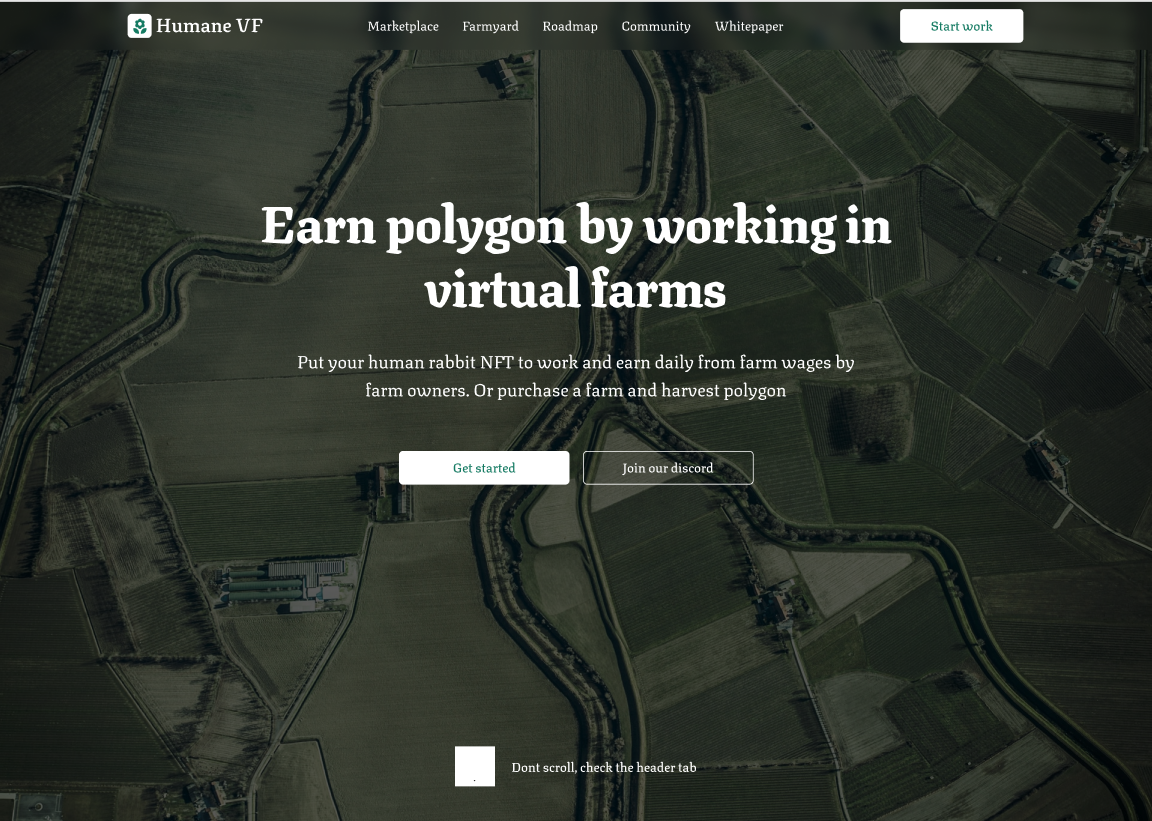 Humane VF
Marketplace Farmyard Roadmap Community Whitepaper
Start work
Earn polygon by working in
virtual farms
Put your human rabbit NFT to work and earn daily from farm wages by
farm owners. Or purchase a farm and harvest polygon
Get started
Join our discord
Dont scroll, check the header tab